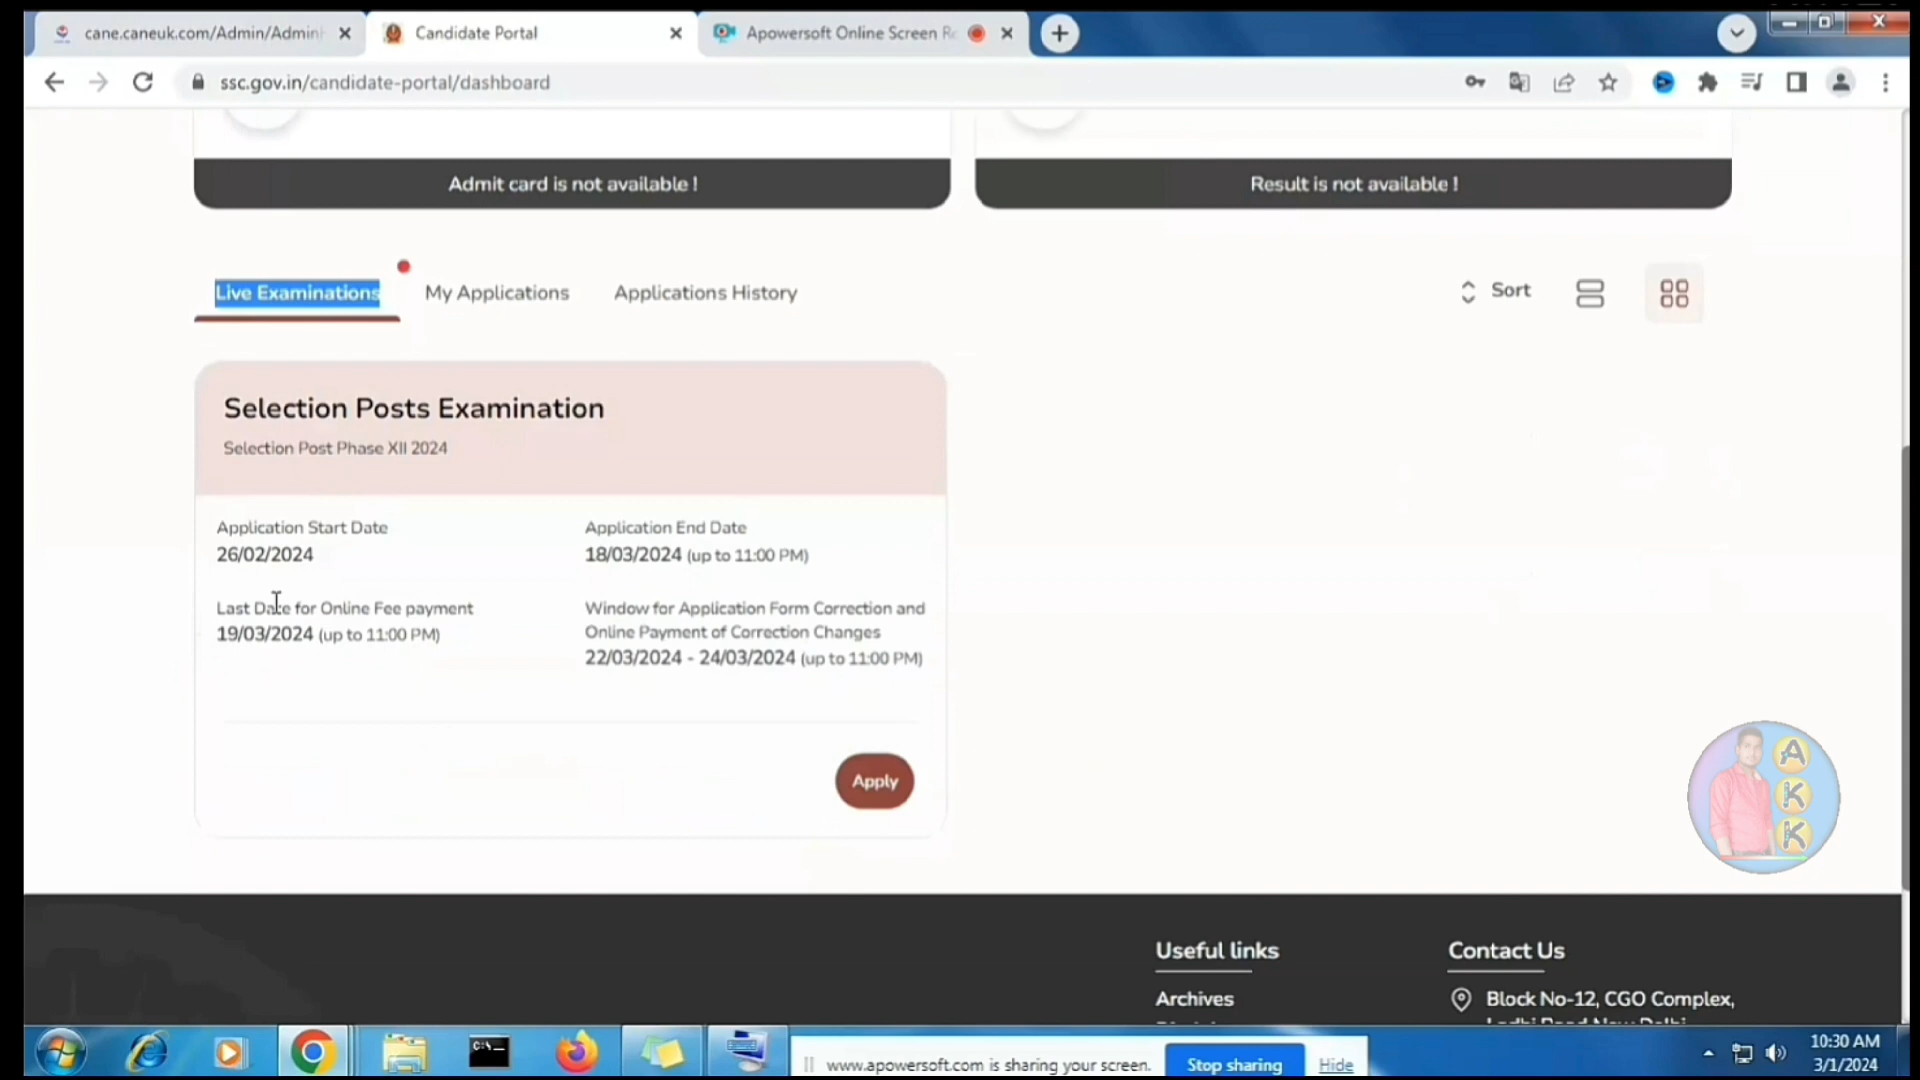 cane.caneuk.com/Admin/Admin
Candidate Portal
Apowersoft Online Screen Re
ssc.gov.in/candidate-portal/dashboard
Admit card is not available !
Result is not available !
Live Examinations
My Applications
Applications History
Sort
Selection Posts Examination
Selection Post Phase XII 2024
Application Start Date
26/02/2024
Application End Date
18/03/2024 (up to 11:00 PM)
Last Date for Online Fee payment
19/03/2024 (up to 11:00 PM)
Window for Application Form Correction and
Online Payment of Correction Changes
22/03/2024 - 24/03/2024 (up to 11:00 PM)
Apply
A
K
K
Useful links
Contact Us
Archives
Block No-12, CGO Complex,
Lodhi Road New Delhi
www.apowersoft.com is sharing your screen.
Stop sharing
Hide
10:30 AM
3/1/2024